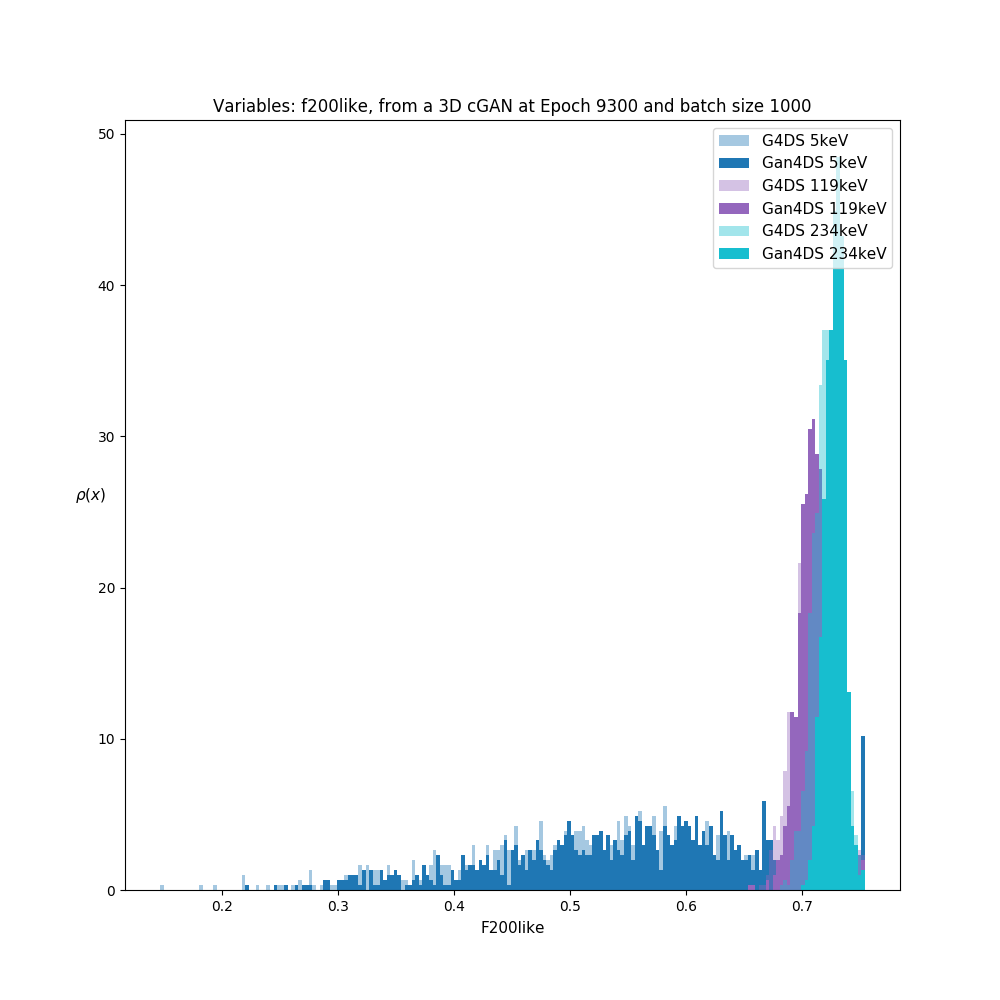 Variables: f200like, from a 3D cGAN at Epoch 9300 and batch size 1000
50
40
30
20
10
0
ρ(x)
G4DS 5keV
Gan4DS 5keV
G4DS 119keV
Gan4DS 119keV
G4DS 234keV
Gan4DS 234keV
0.2 0.3 0.4 0.5 0.6 0.7
F200like